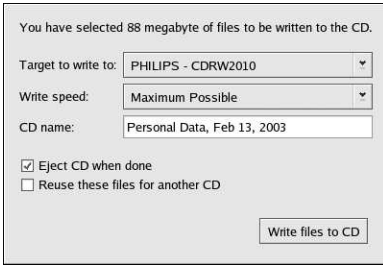 You have selected 88 megabyte of files to be written to the CD.
Target to write to: PHILIPS - CDRW2010
Write speed: Maximum Possible
CD name: Personal Data, Feb 13, 2003
Eject CD when done
Reuse these files for another CD
Write files to CD